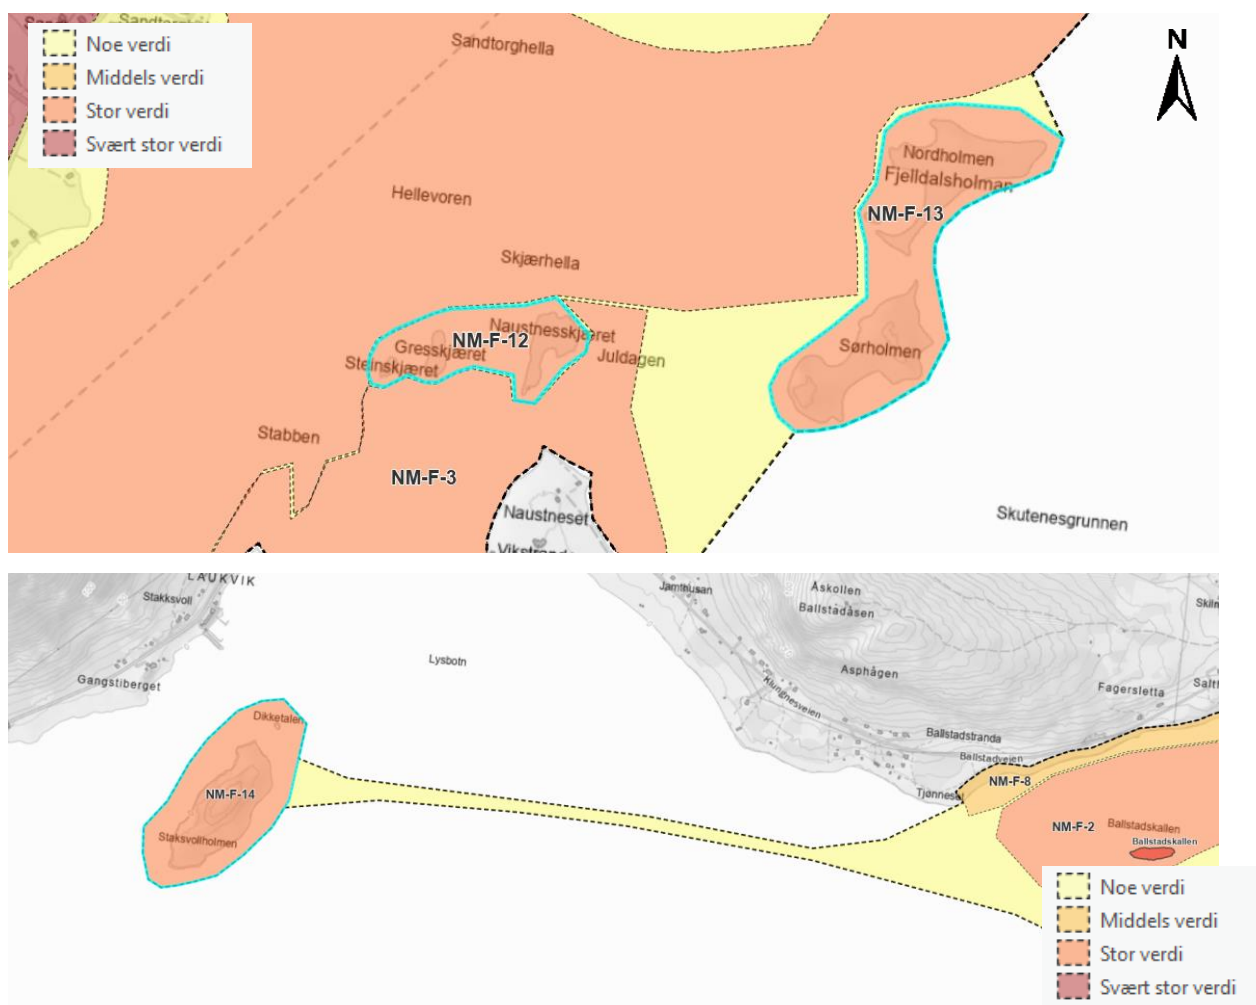 Sandtorghella
N
Noe verdi
Middels verdi
Stor verdi
Svært stor verdi
Nordholmen
Fjelldalsholman
Hellevoren
NM-F-13
Skjærhella
Naustnesskjæret
NM-F-12
Gresskjæret
Steinskjæret
Juldagen
Sørholmen
Stabben
NM-F-3
Naustneset
Skutenesgrunnen
LAUKVIK
Stakksvoll
Jamthusan
Åskollen
Ballstadåsen
Lysbotn
Gangstiberget
Asphågen
Klungnesveien
Fagersletta
Dikketalen
Ballstadstranda
Ballstadveien
NM-F-8
NM-F-14
Tjønneset
Staksvollholmen
NM-F-2
Ballstadskallen
Ballstadskallen
Noe verdi
Middels verdi
Stor verdi
Svært stor verdi